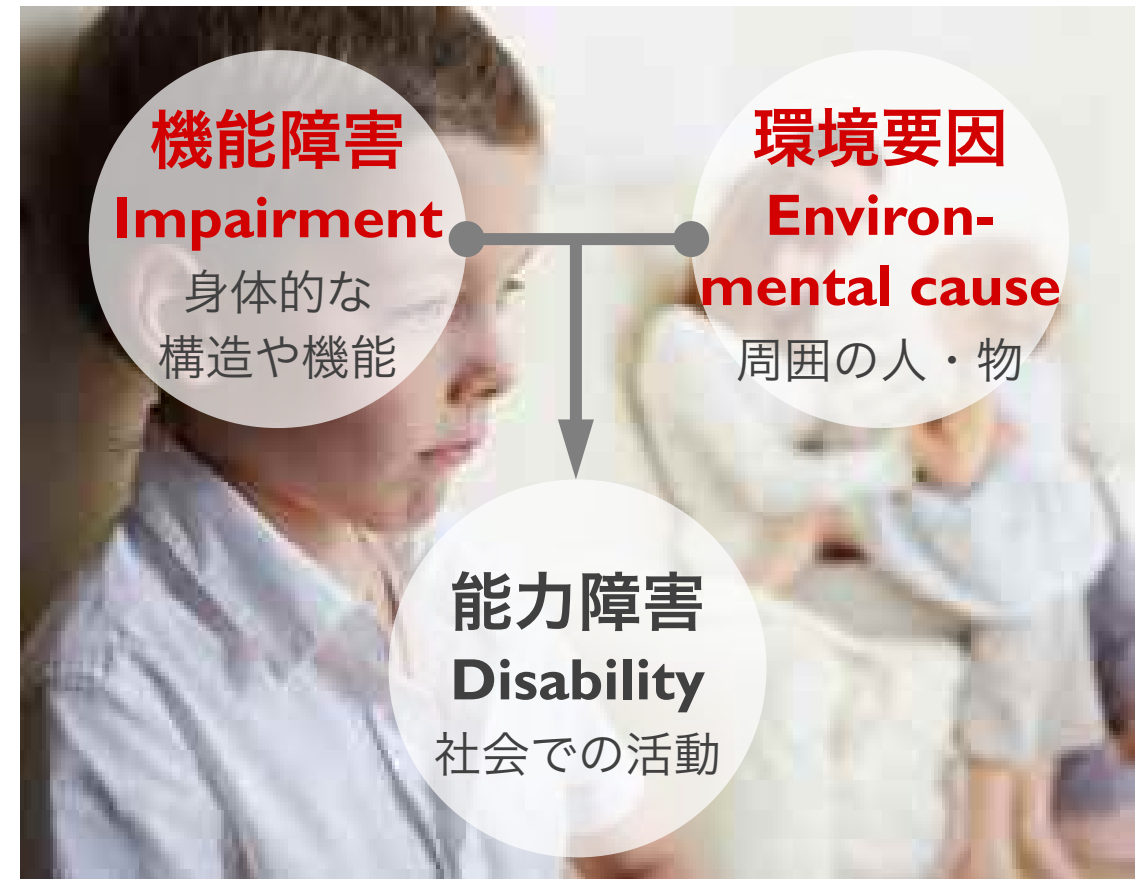 機能障害
Impairment
身体的な
構造や機能
環境要因
Environ-
mental cause
周囲の人・物
能力障害
Disability
社会での活動